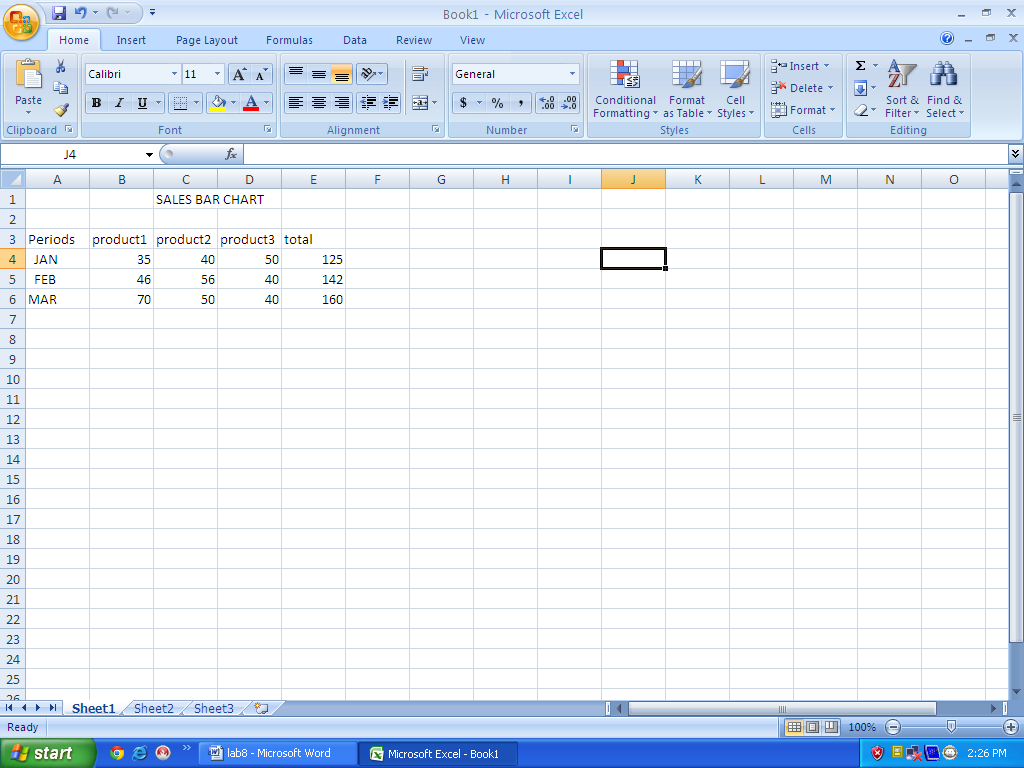 Book1 - Microsoft Excel
Home Insert Page Layout Formulas Data Review View
Paste
Calibri 11
B I U
General
$ % ,
Conditional Formatting
Format as Table
Cell Styles
Insert
Delete
Format
Σ
Sort & Filter
Find & Select
Clipboard Font Alignment Number Styles Cells Editing
J4 fx
A B C D E F G H I J K L M N O
1 SALES BAR CHART
2
3 Periods product1 product2 product3 total
4 JAN 35 40 50 125
5 FEB 46 56 40 142
6 MAR 70 50 40 160
7
8
9
10
11
12
13
14
15
16
17
18
19
20
21
22
23
24
25
26
Sheet1 Sheet2 Sheet3
Ready 100%
start lab8 - Microsoft Word Microsoft Excel - Book1 2:26 PM